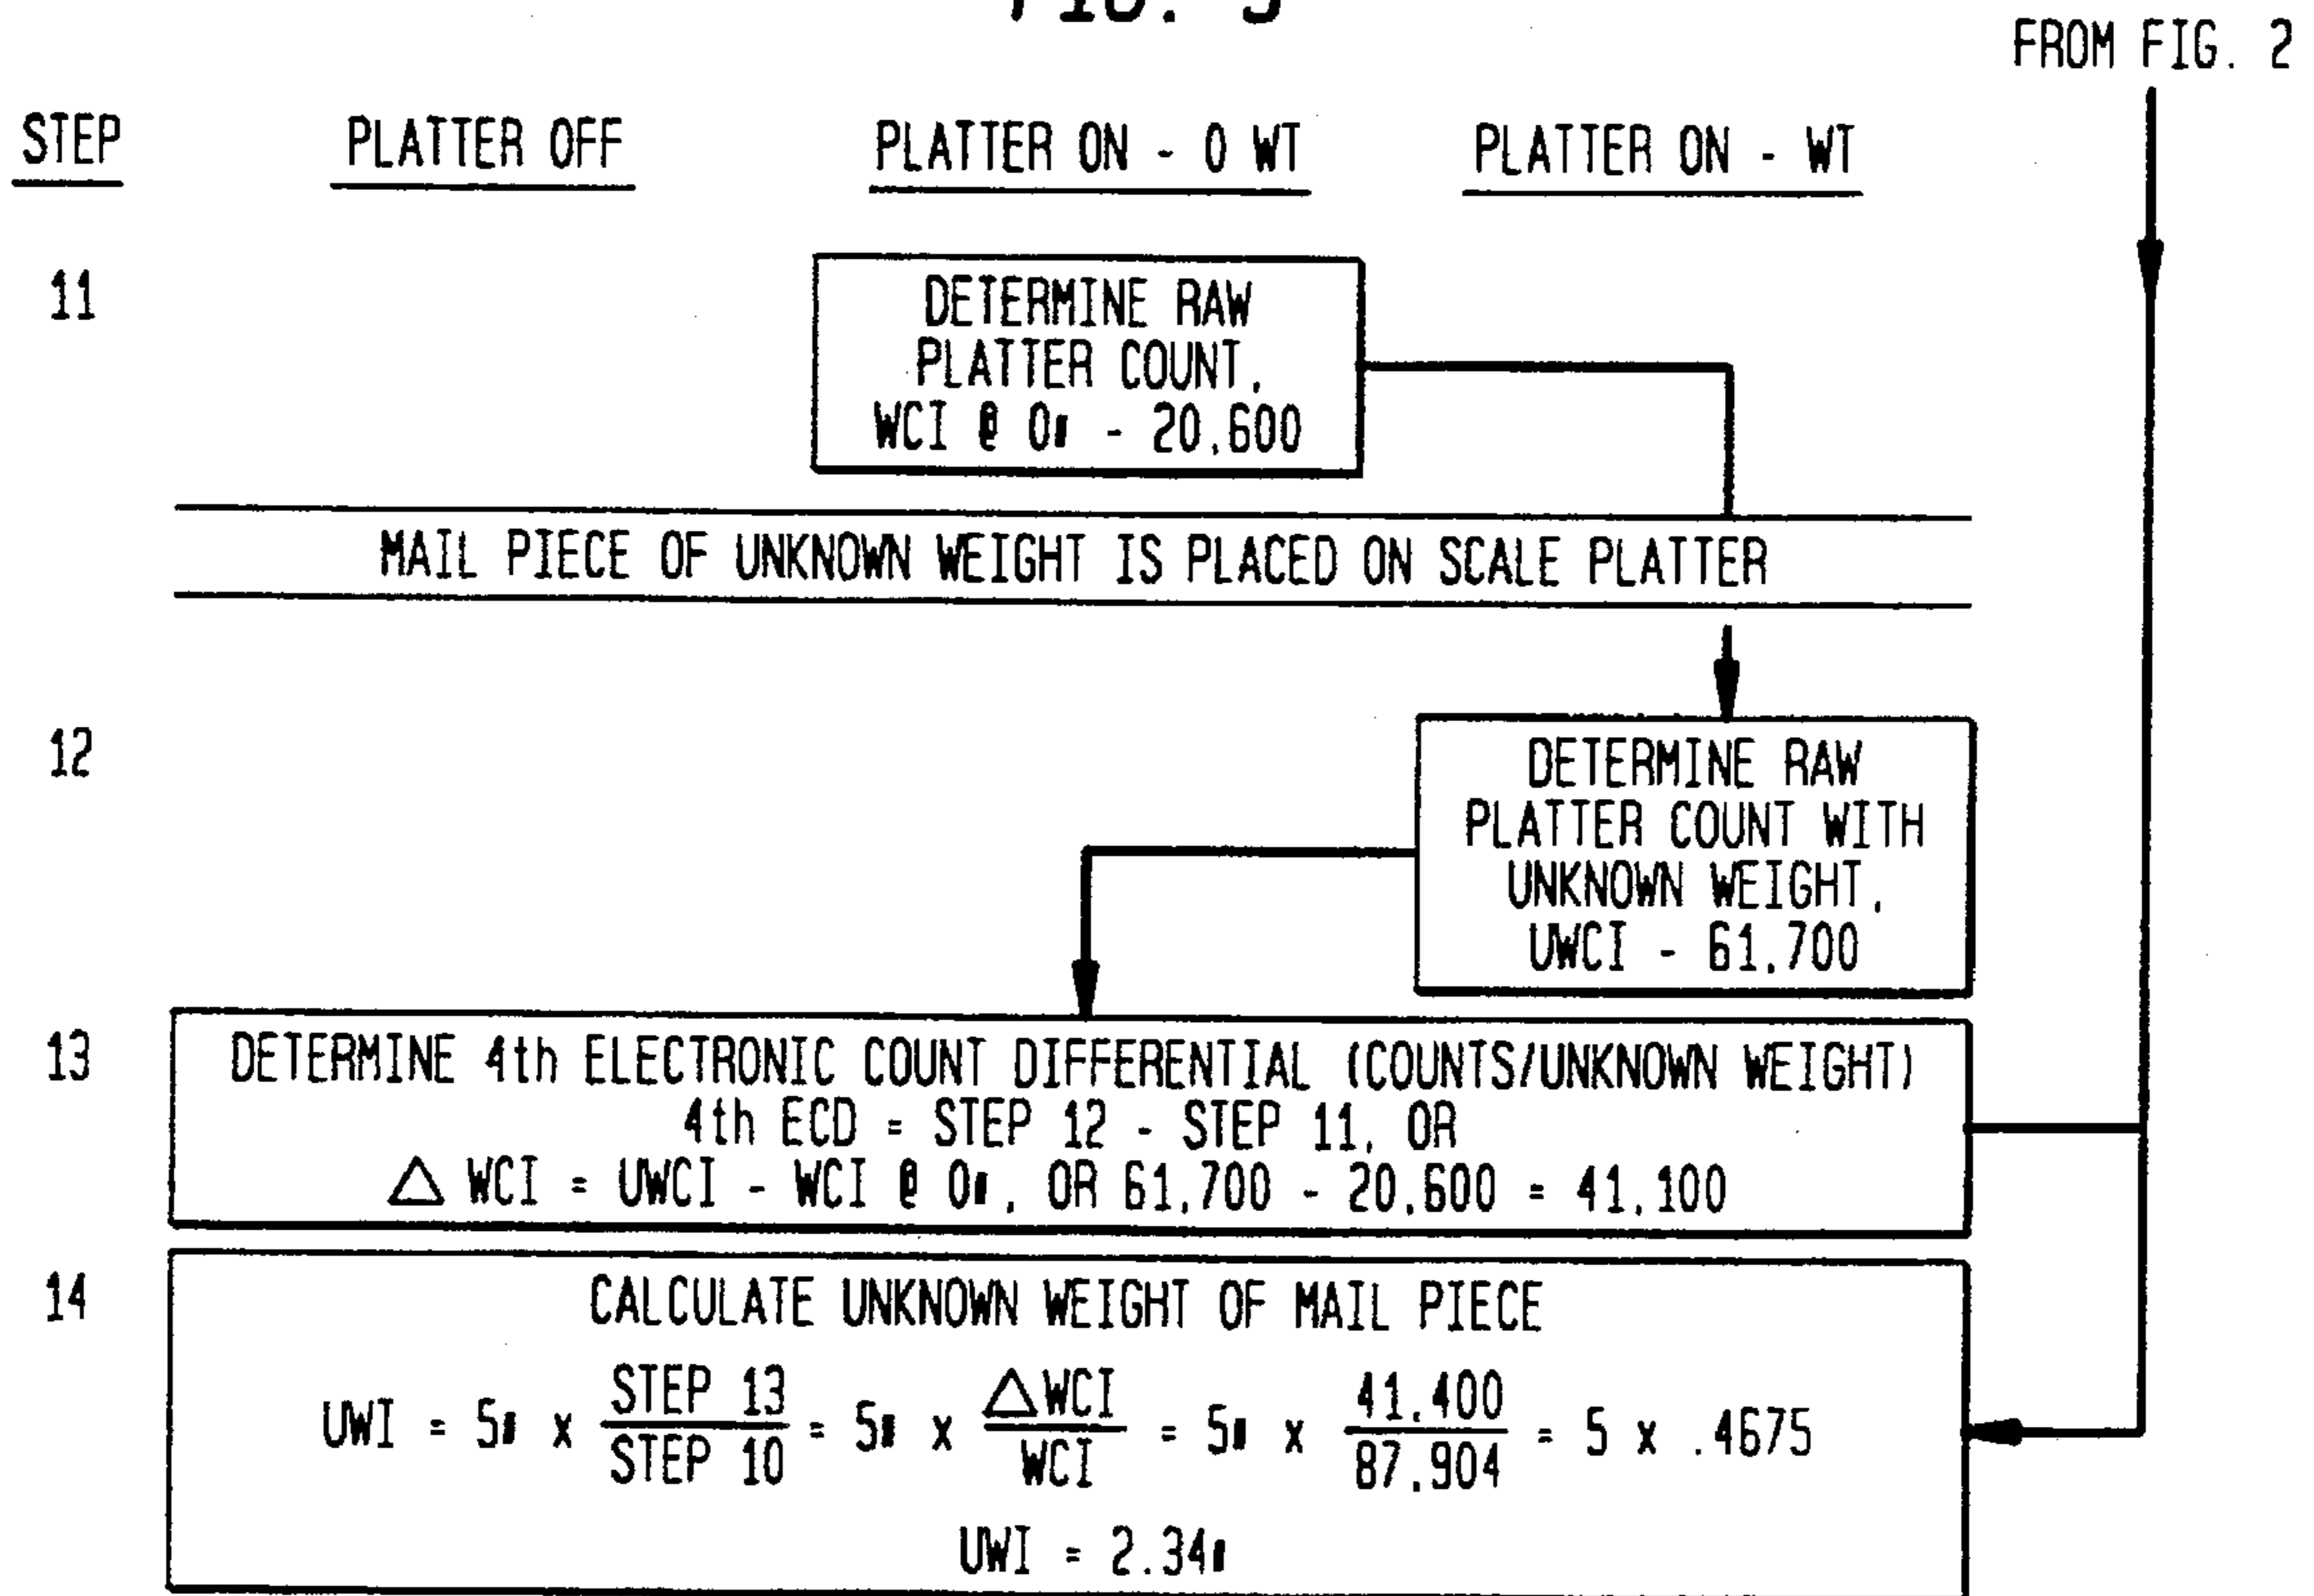 FROM FIG. 2
STEP PLATTER OFF PLATTER ON - 0 WT PLATTER ON - WT
11
DETERMINE RAW
PLATTER COUNT,
WCI @ 0# - 20,600
MAIL PIECE OF UNKNOWN WEIGHT IS PLACED ON SCALE PLATTER
12
DETERMINE RAW
PLATTER COUNT WITH
UNKNOWN WEIGHT,
UWCI - 61,700
13
DETERMINE 4th ELECTRONIC COUNT DIFFERENTIAL (COUNTS/UNKNOWN WEIGHT)
4th ECD = STEP 12 - STEP 11, OR
△ WCI = UWCI - WCI @ 0#, OR 61,700 - 20,600 = 41,100
14
CALCULATE UNKNOWN WEIGHT OF MAIL PIECE
UWI = 5# x STEP 13 / STEP 10 = 5# x △WCI / WCI = 5# x 41,400 / 87,904 = 5 x .4675
UWI = 2.34#